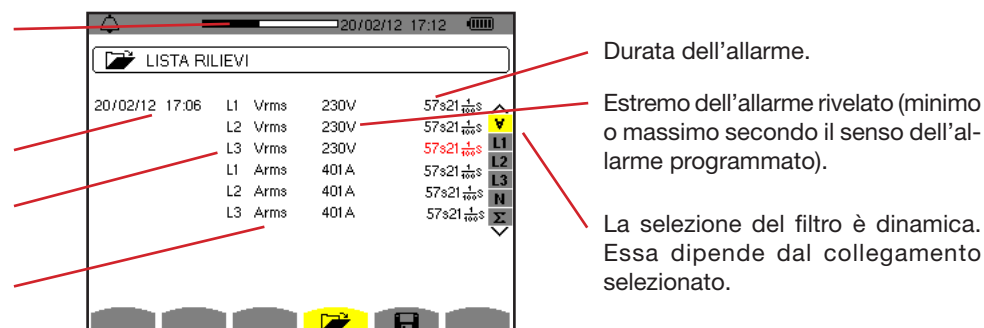 20/02/12 17:12
LISTA RILIEVI
20/02/12 17:06 L1 Vrms 230V 57s21 1/100 s
L2 Vrms 230V 57s21 1/100 s
L3 Vrms 230V 57s21 1/100 s
L1 Arms 401A 57s21 1/100 s
L2 Arms 401A 57s21 1/100 s
L3 Arms 401A 57s21 1/100 s
∀
L1
L2
L3
N
Σ
Durata dell'allarme.
Estremo dell'allarme rivelato (minimo
o massimo secondo il senso dell'al-
larme programmato).
La selezione del filtro è dinamica.
Essa dipende dal collegamento
selezionato.